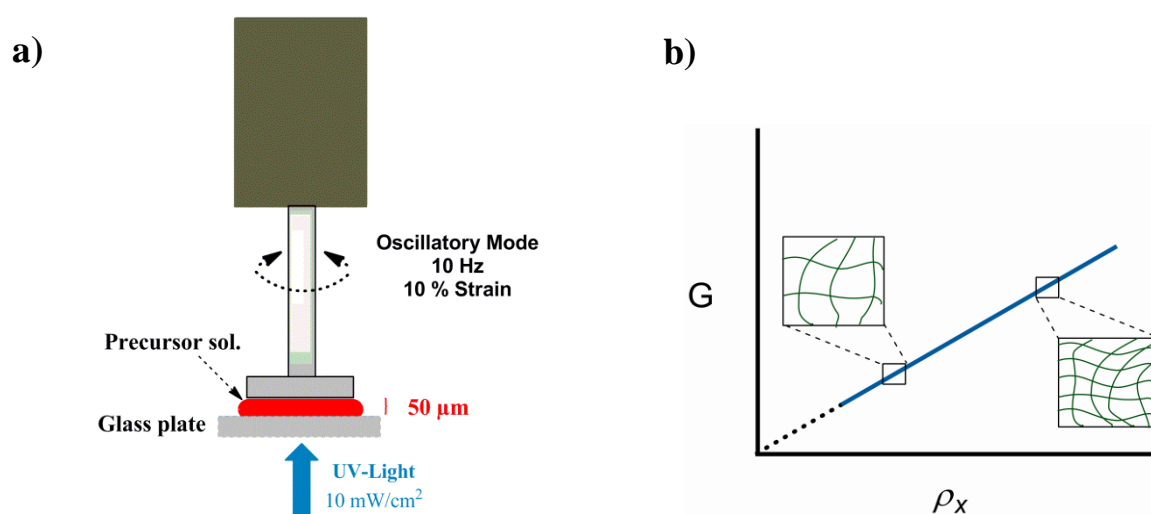 a)
Oscillatory Mode
10 Hz
10 % Strain
Precursor sol.
50 µm
Glass plate
UV-Light
10 mW/cm²
b)
G
ρx